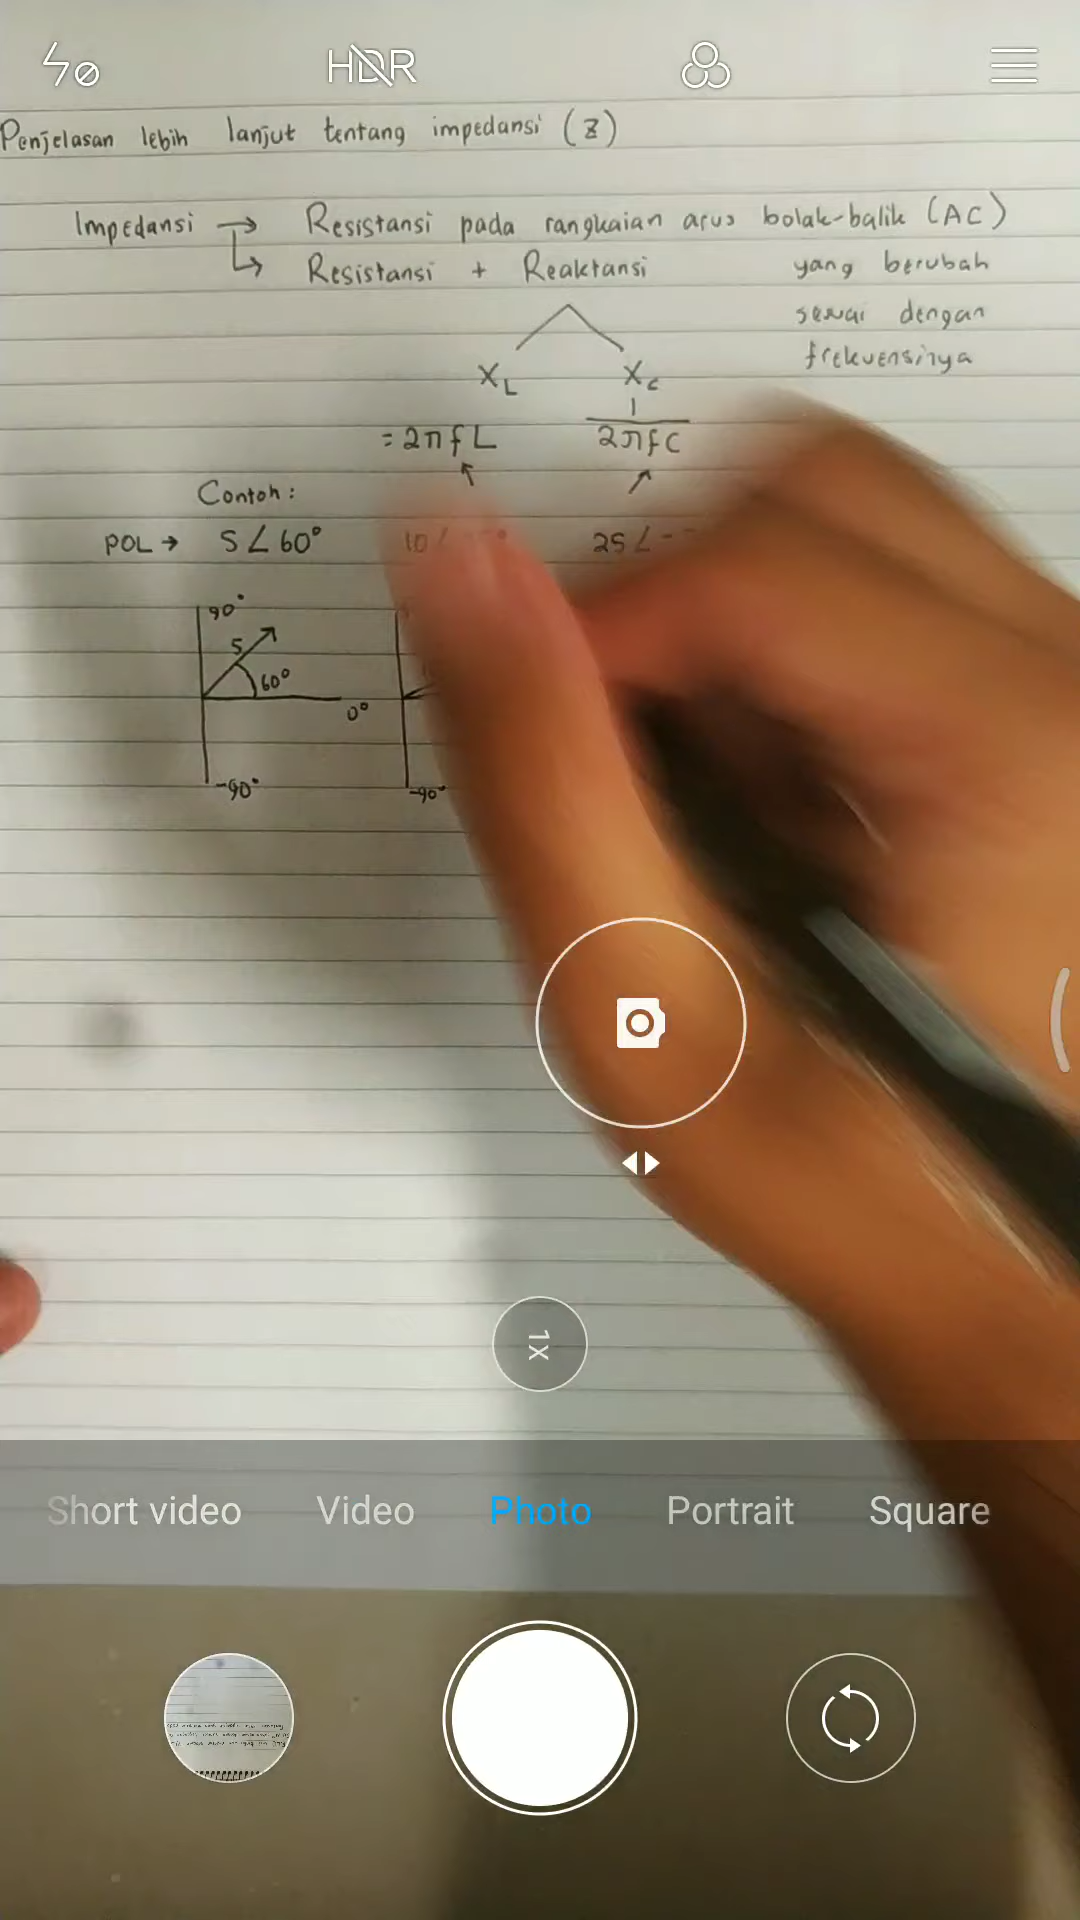 HDR
Penjelasan lebih lanjut tentang impedansi (Z)
Impedansi → Resistansi pada rangkaian arus bolak-balik (AC)
↳ Resistansi + Reaktansi yang berubah
sesuai dengan
frekuensinya
XL XC
= 2πfL 1/2πfC
Contoh:
POL → 5∠60° 10∠ 25∠-
90°
5
60°
0°
-90° -90°
1X
Short video Video Photo Portrait Square